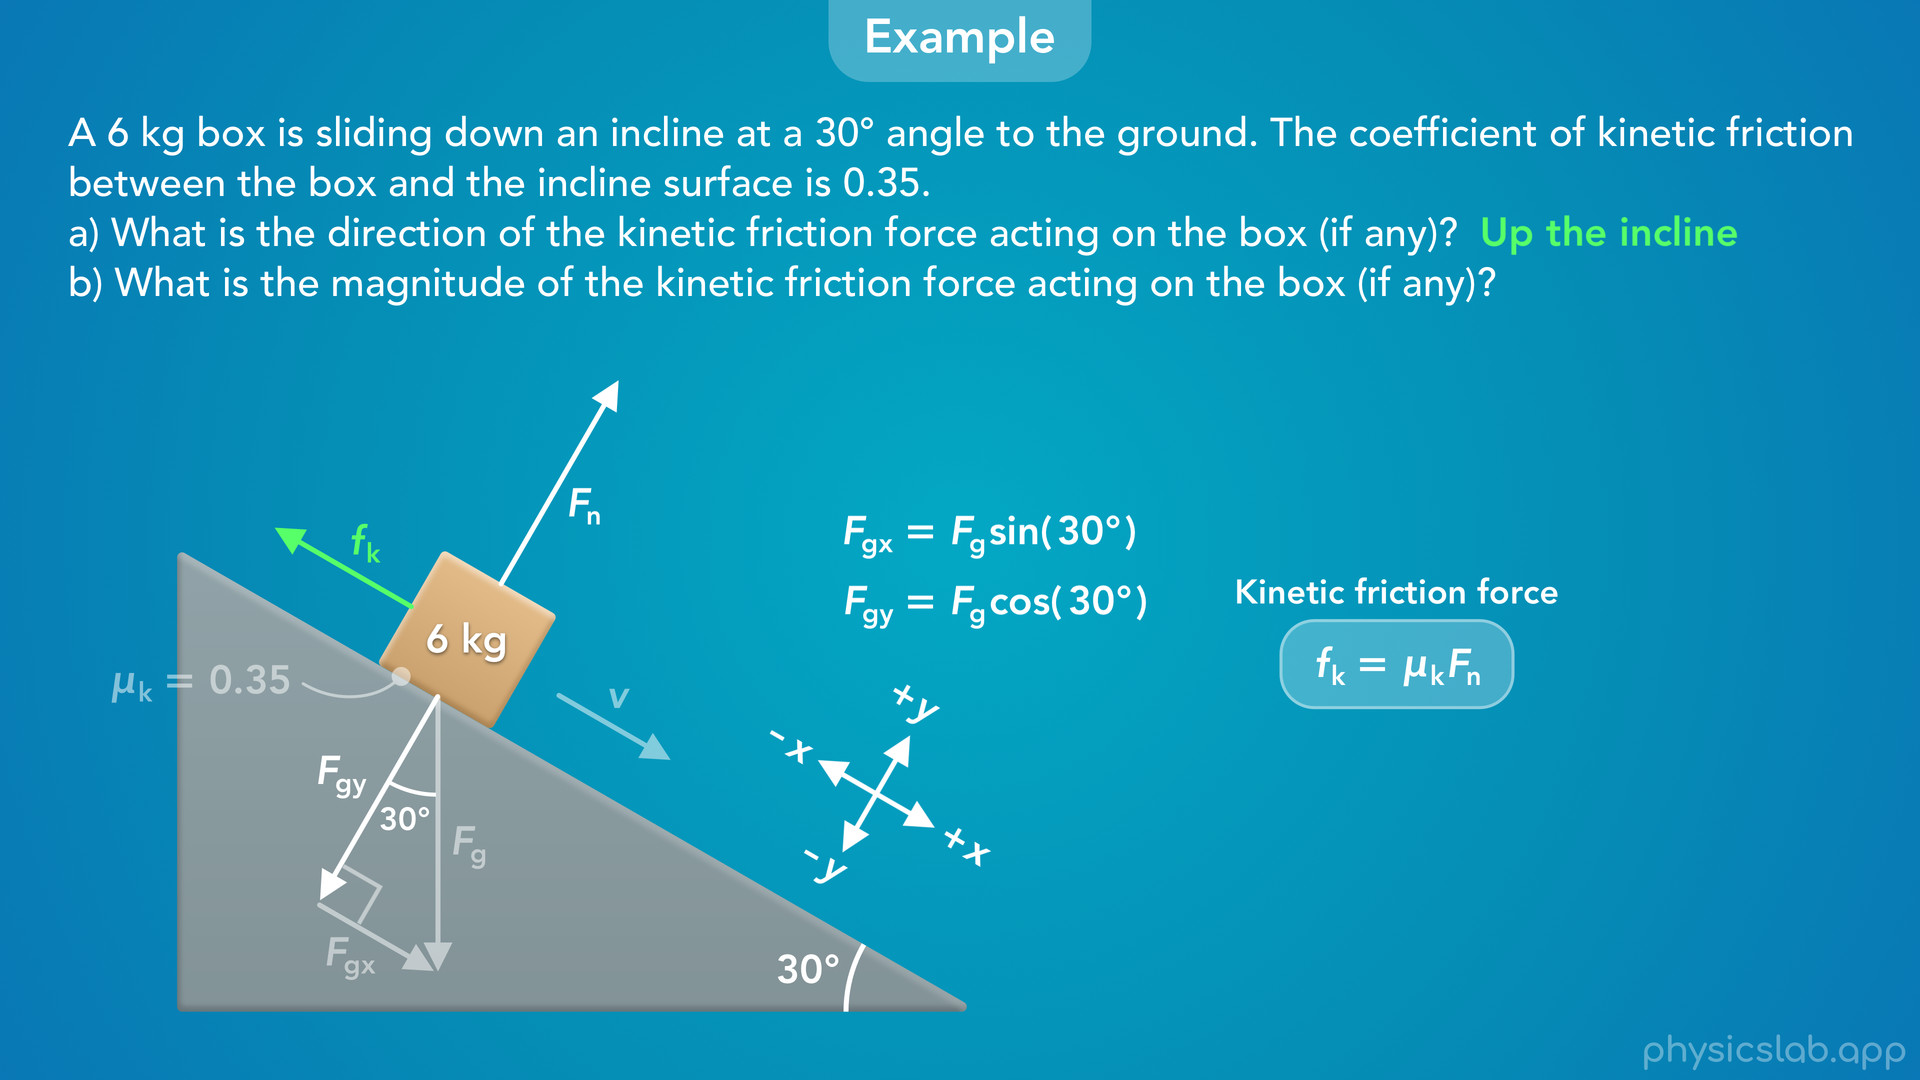 Example
A 6 kg box is sliding down an incline at a 30° angle to the ground. The coefficient of kinetic friction
between the box and the incline surface is 0.35.
a) What is the direction of the kinetic friction force acting on the box (if any)? Up the incline
b) What is the magnitude of the kinetic friction force acting on the box (if any)?
Fn
fk
6 kg
μk = 0.35
v
Fgy
30°
Fg
Fgx
30°
Fgx = Fg sin(30°)
Fgy = Fg cos(30°)
+y
-x
+x
-y
Kinetic friction force
fk = μkFn
physicslab.app